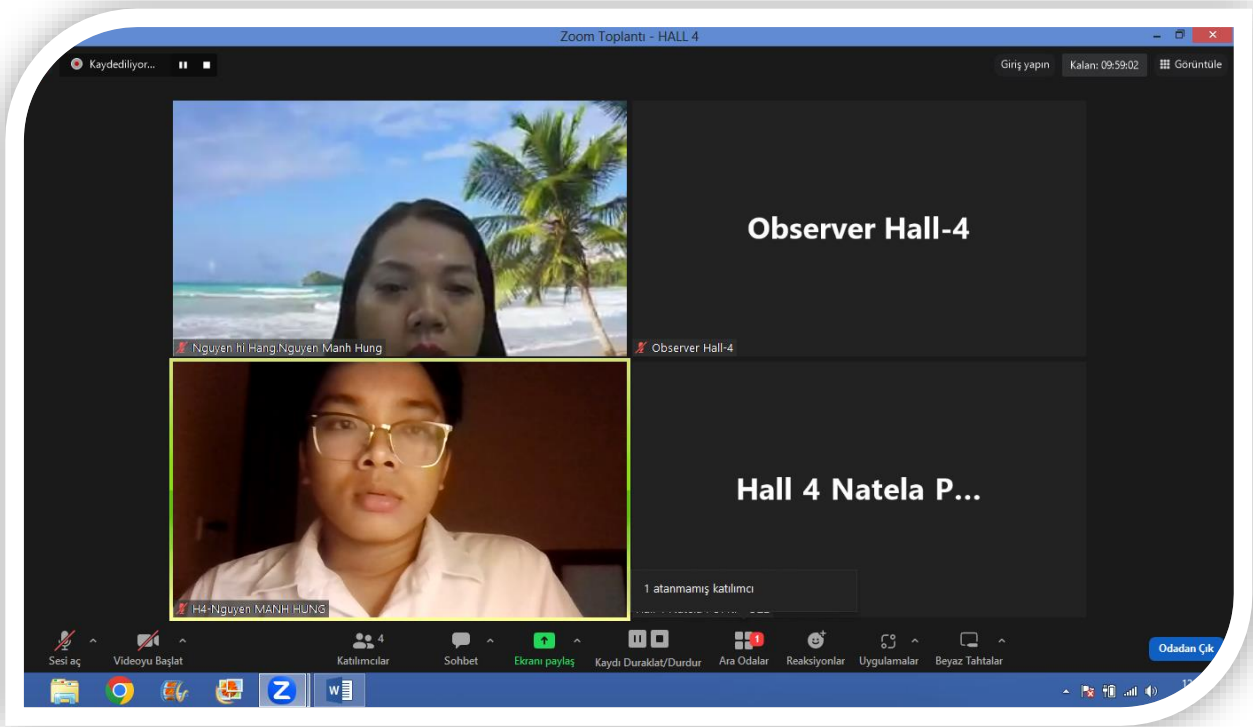 Zoom Toplantı - HALL 4
Kaydediliyor...
Giriş yapın
Kalan: 09:59:02
Görüntüle
Observer Hall-4
Nguyen hi Hang.Nguyen Manh Hung
Observer Hall-4
Hall 4 Natela P...
1 atanmamış katılımcı
H4-Nguyen MANH HUNG
Sesi aç
Videoyu Başlat
4
Katılımcılar
Sohbet
Ekranı paylaş
Kaydı Duraklat/Durdur
1
Ara Odalar
Reaksiyonlar
Uygulamalar
Beyaz Tahtalar
Odadan Çık